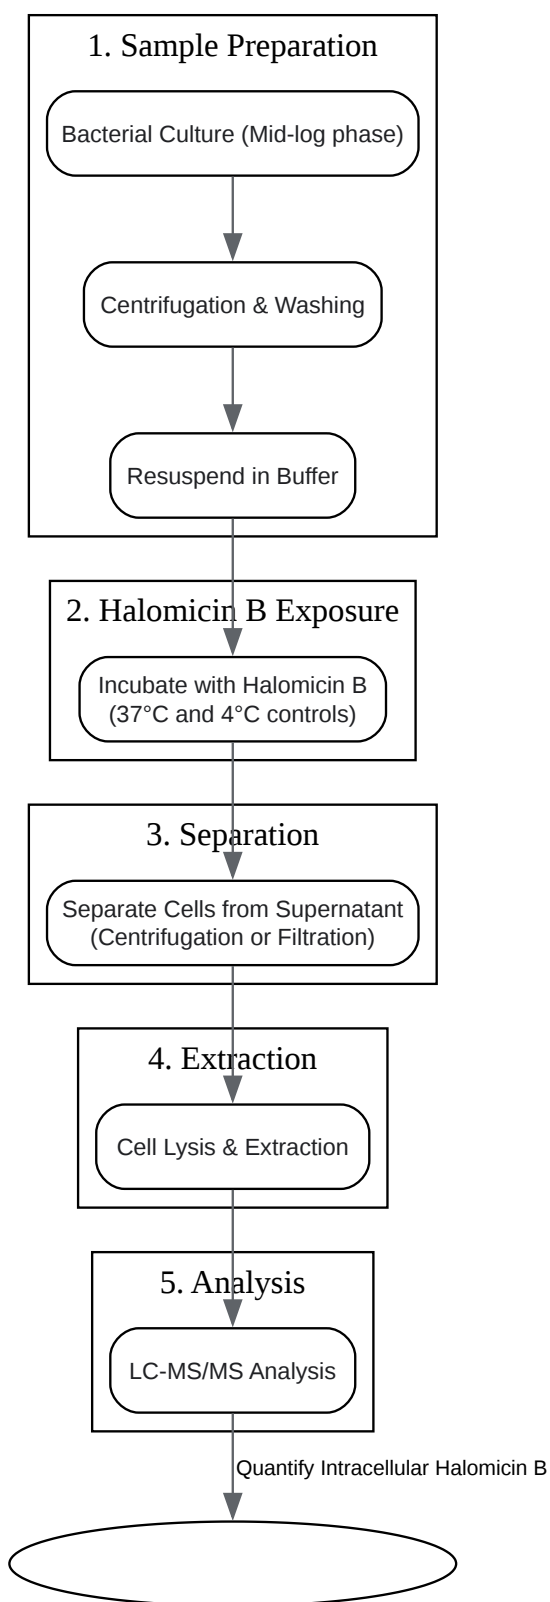 1. Sample Preparation
Bacterial Culture (Mid-log phase)
Centrifugation & Washing
Resuspend in Buffer
2. Halomicin B Exposure
Incubate with Halomicin B
(37°C and 4°C controls)
3. Separation
Separate Cells from Supernatant
(Centrifugation or Filtration)
4. Extraction
Cell Lysis & Extraction
5. Analysis
LC-MS/MS Analysis
Quantify Intracellular Halomicin B